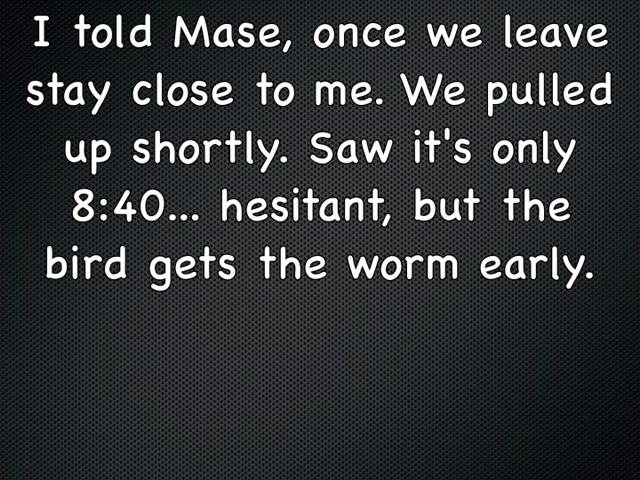 I told Mase, once we leave
stay close to me. We pulled
up shortly. Saw it's only
8:40... hesitant, but the
bird gets the worm early.